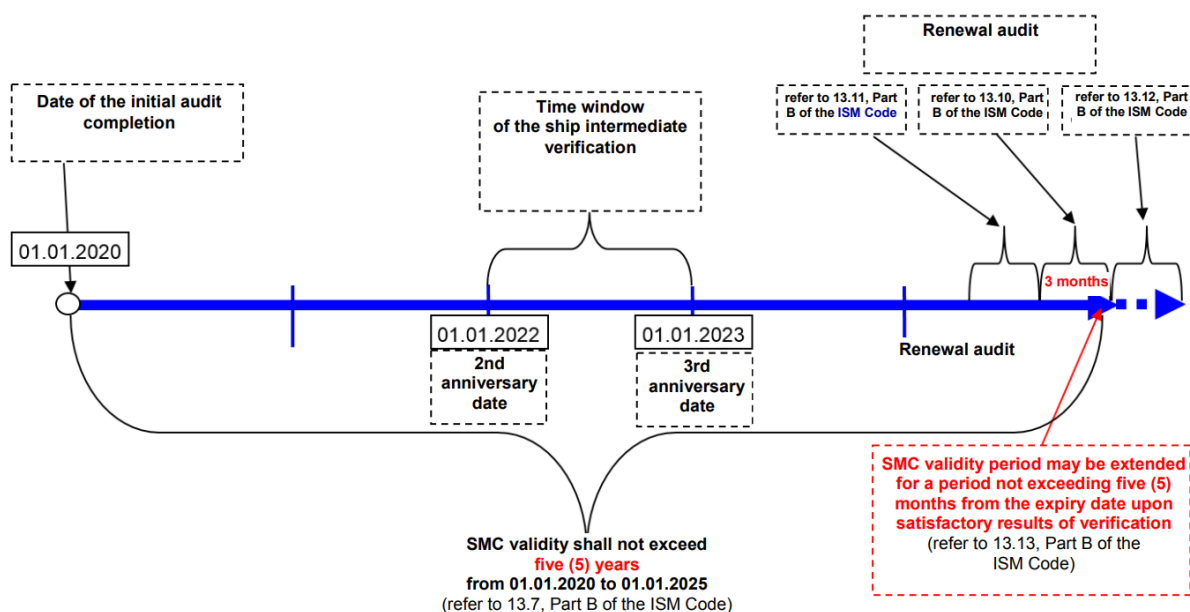 Renewal audit
Date of the initial audit
completion
Time window
of the ship intermediate
verification
refer to 13.11, Part
B of the ISM Code
refer to 13.10, Part
B of the ISM Code
refer to 13.12, Part
B of the ISM Code
01.01.2020
3 months
01.01.2022
2nd
anniversary
date
01.01.2023
3rd
anniversary
date
Renewal audit
SMC validity period may be extended
for a period not exceeding five (5)
months from the expiry date upon
satisfactory results of verification
(refer to 13.13, Part B of the
ISM Code)
SMC validity shall not exceed
five (5) years
from 01.01.2020 to 01.01.2025
(refer to 13.7, Part B of the ISM Code)